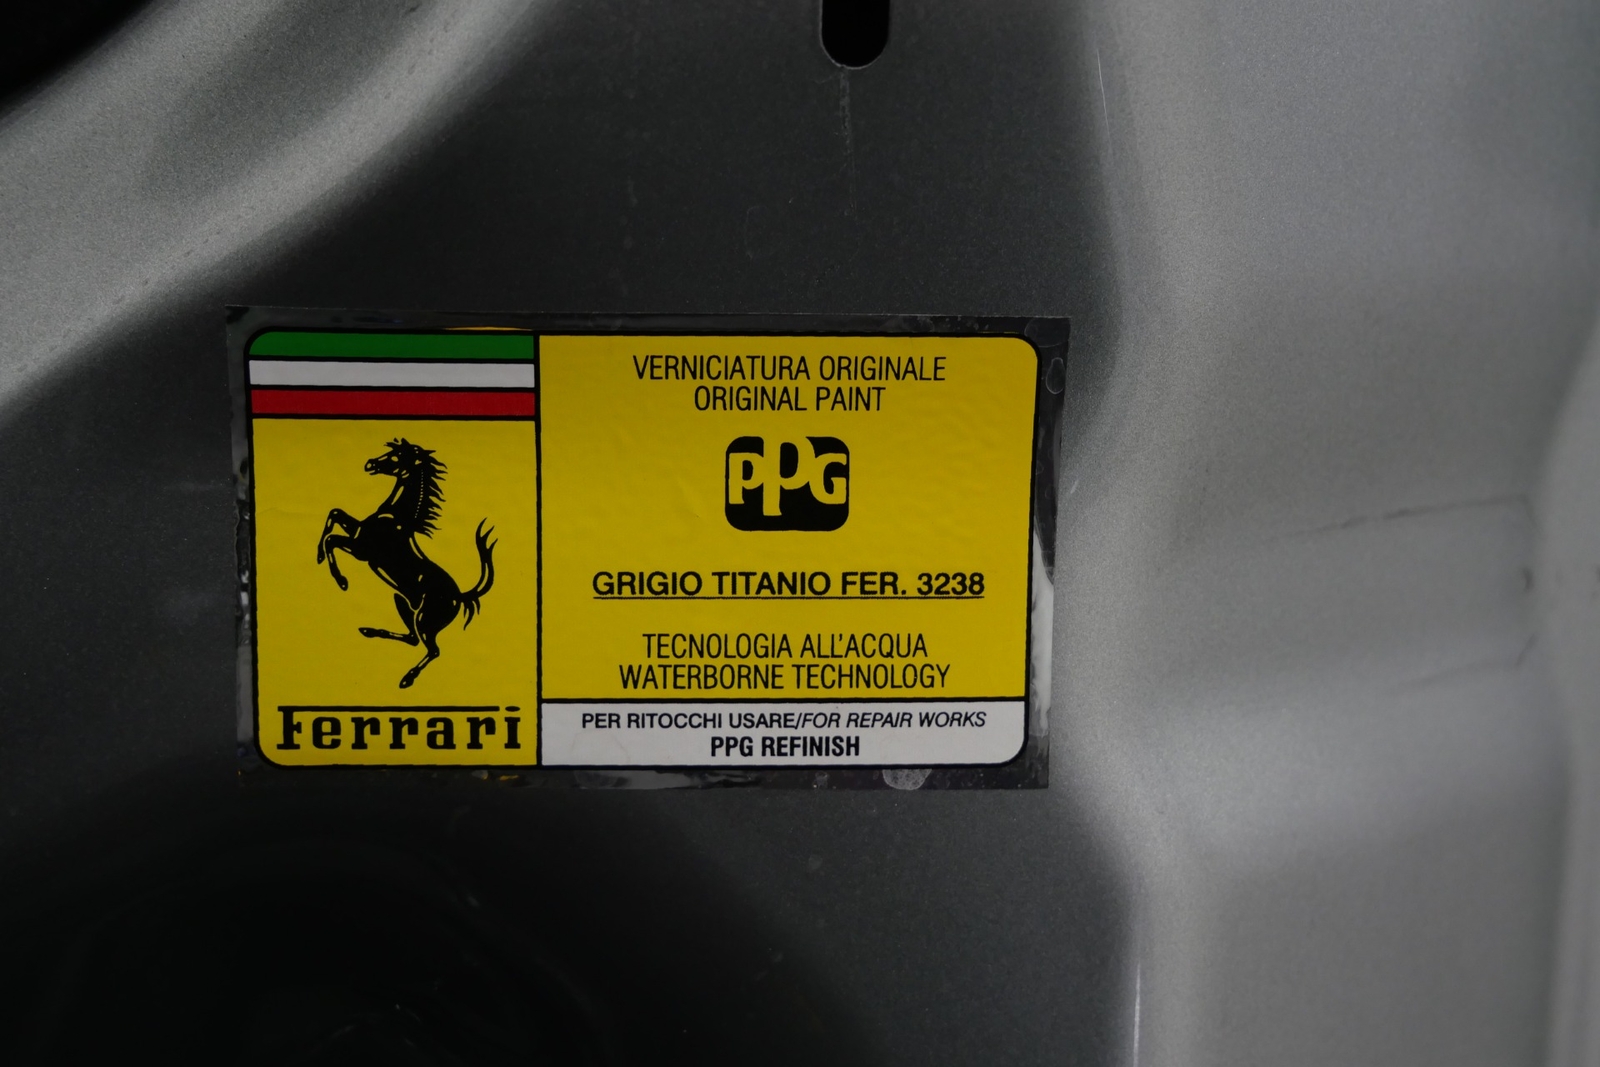 VERNICIATURA ORIGINALE
ORIGINAL PAINT
PPG
GRIGIO TITANIO FER. 3238
TECNOLOGIA ALL'ACQUA
WATERBORNE TECHNOLOGY
Ferrari
PER RITOCCHI USARE/FOR REPAIR WORKS
PPG REFINISH